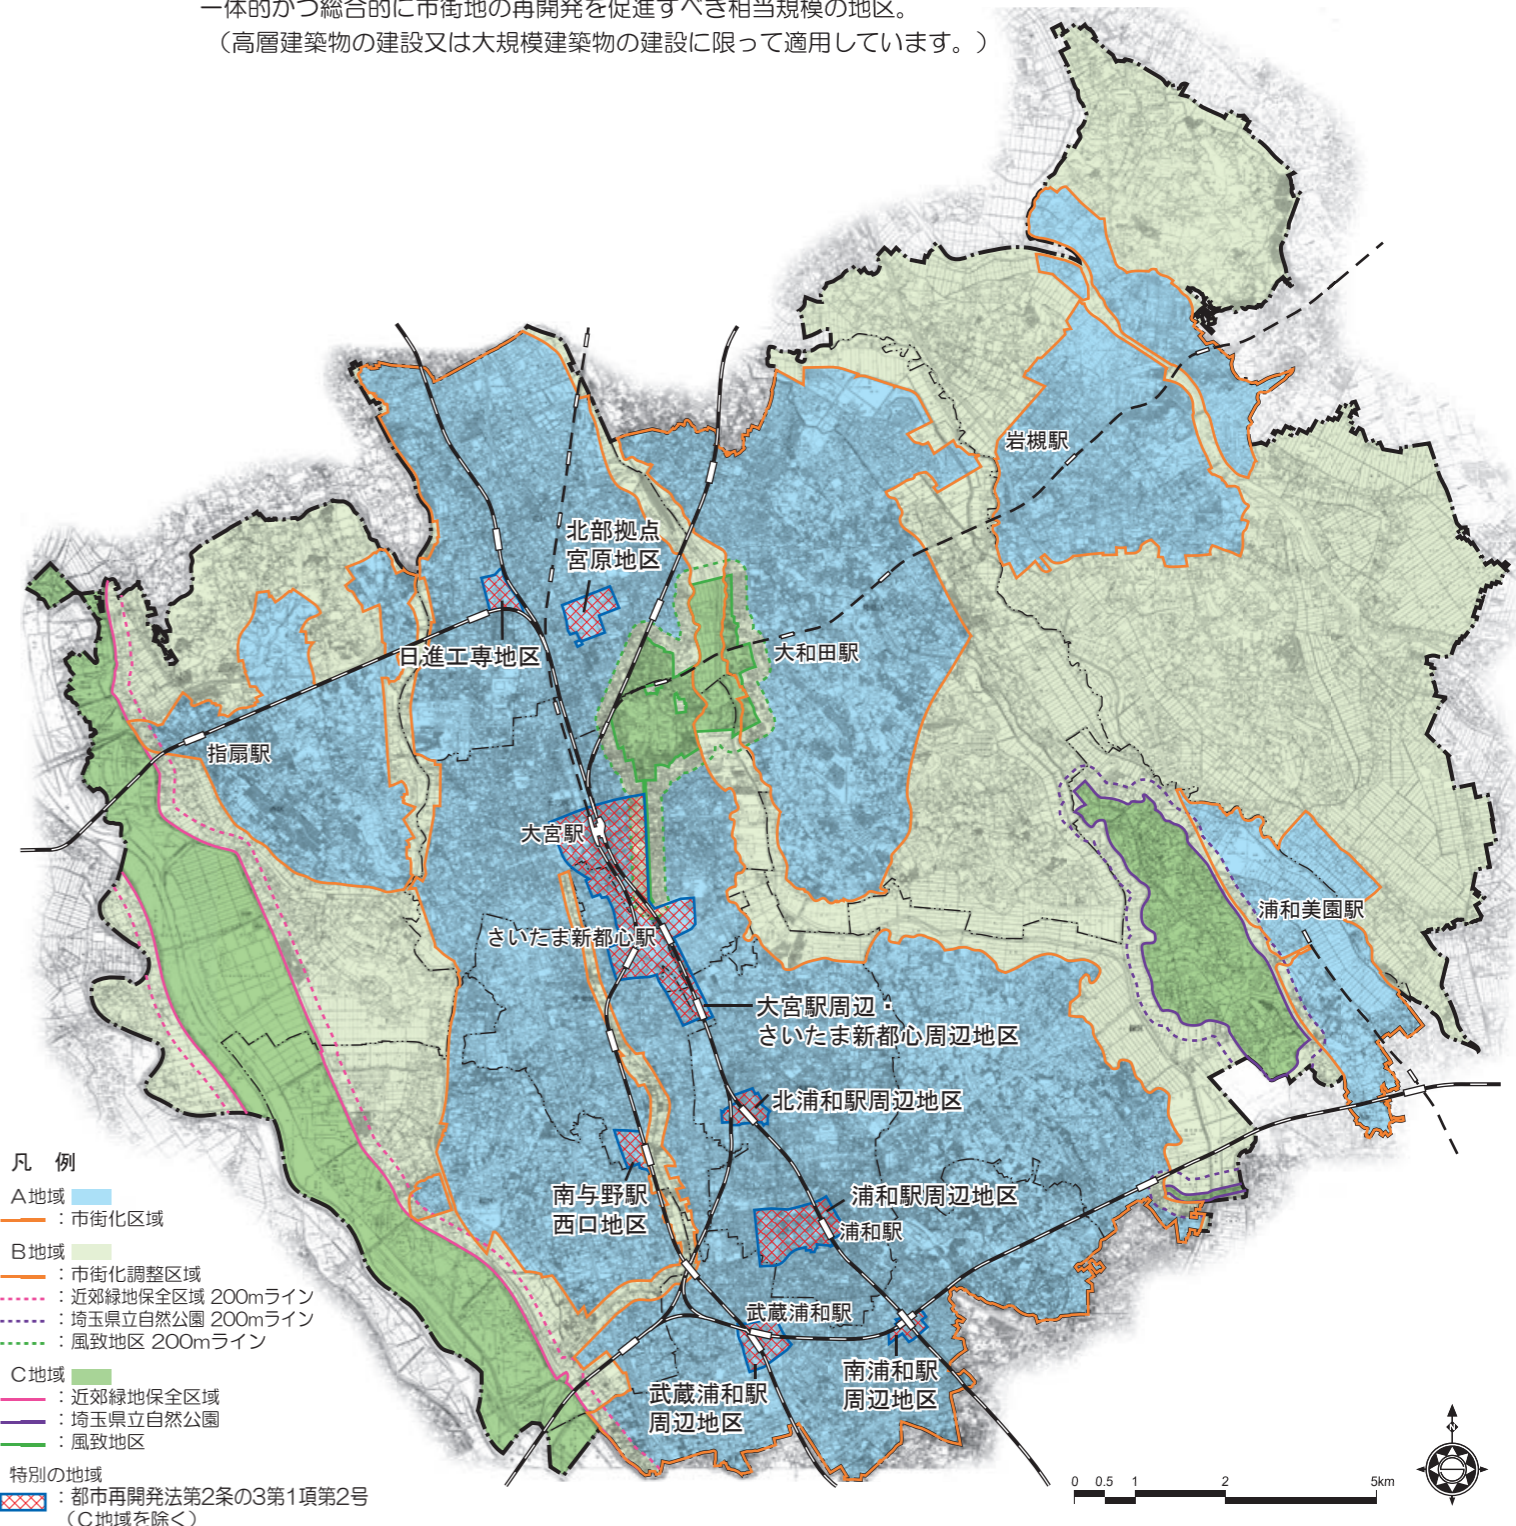 一体的かつ総合的に市街地の再開発を促進すべき相当規模の地区。
（高層建築物の建設又は大規模建築物の建設に限って適用しています。）
岩槻駅
北部拠点
宮原地区
日進工専地区
大和田駅
指扇駅
大宮駅
浦和美園駅
さいたま新都心駅
大宮駅周辺・
さいたま新都心周辺地区
北浦和駅周辺地区
南与野駅
西口地区
浦和駅周辺地区
浦和駅
武蔵浦和駅
南浦和駅
周辺地区
武蔵浦和駅
周辺地区
凡 例
A地域
：市街化区域
B地域
：市街化調整区域
：近郊緑地保全区域 200mライン
：埼玉県立自然公園 200mライン
：風致地区 200mライン
C地域
：近郊緑地保全区域
：埼玉県立自然公園
：風致地区
特別の地域
：都市再開発法第2条の3第1項第2号
（C地域を除く）
0 0.5 1 2 5km
N